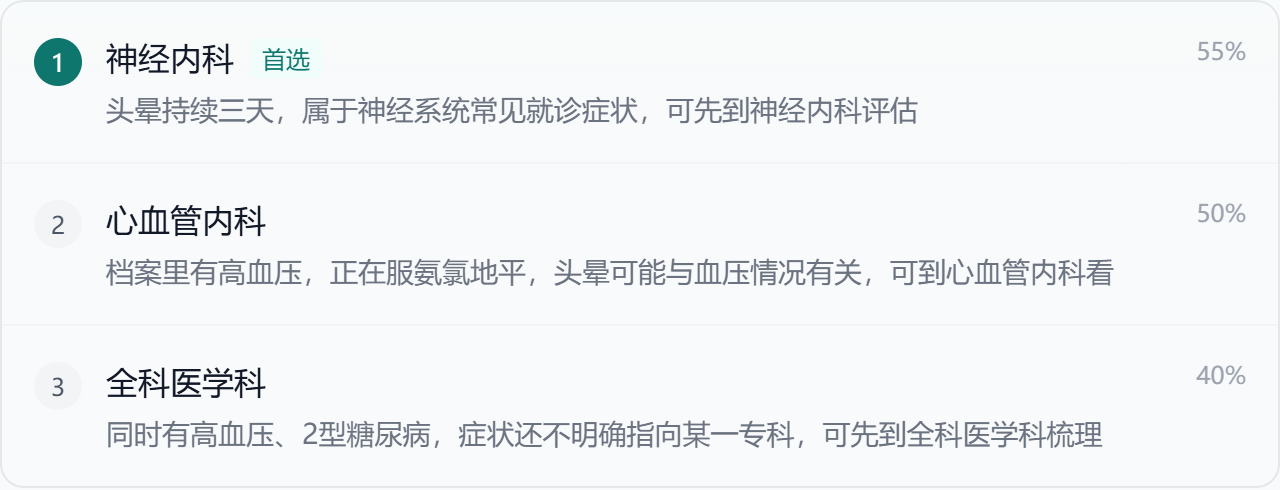 1 神经内科 首选 55%
头晕持续三天，属于神经系统常见就诊症状，可先到神经内科评估
2 心血管内科 50%
档案里有高血压，正在服氨氯地平，头晕可能与血压情况有关，可到心血管内科看
3 全科医学科 40%
同时有高血压、2型糖尿病，症状还不明确指向某一专科，可先到全科医学科梳理